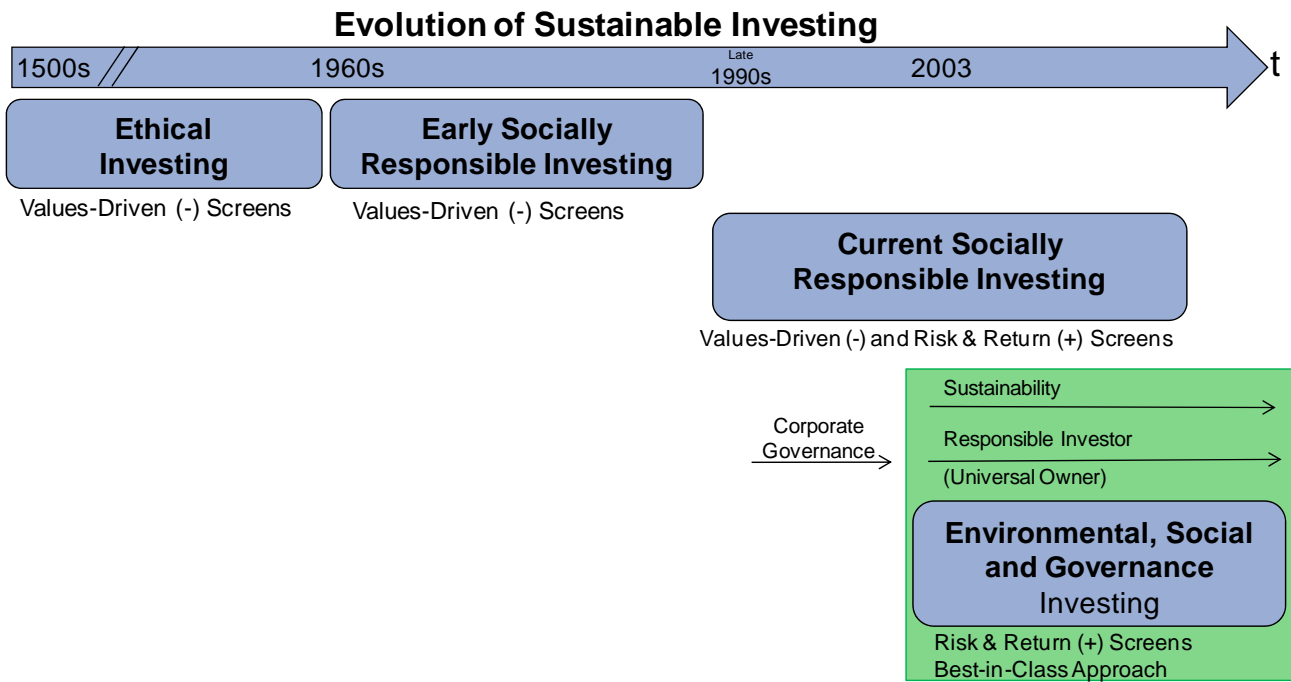 Evolution of Sustainable Investing
1500s
1960s
Late
1990s
2003
t
Ethical
Investing
Values-Driven (-) Screens
Early Socially
Responsible Investing
Values-Driven (-) Screens
Current Socially
Responsible Investing
Values-Driven (-) and Risk & Return (+) Screens
Corporate
Governance
Sustainability
Responsible Investor
(Universal Owner)
Environmental, Social
and Governance
Investing
Risk & Return (+) Screens
Best-in-Class Approach